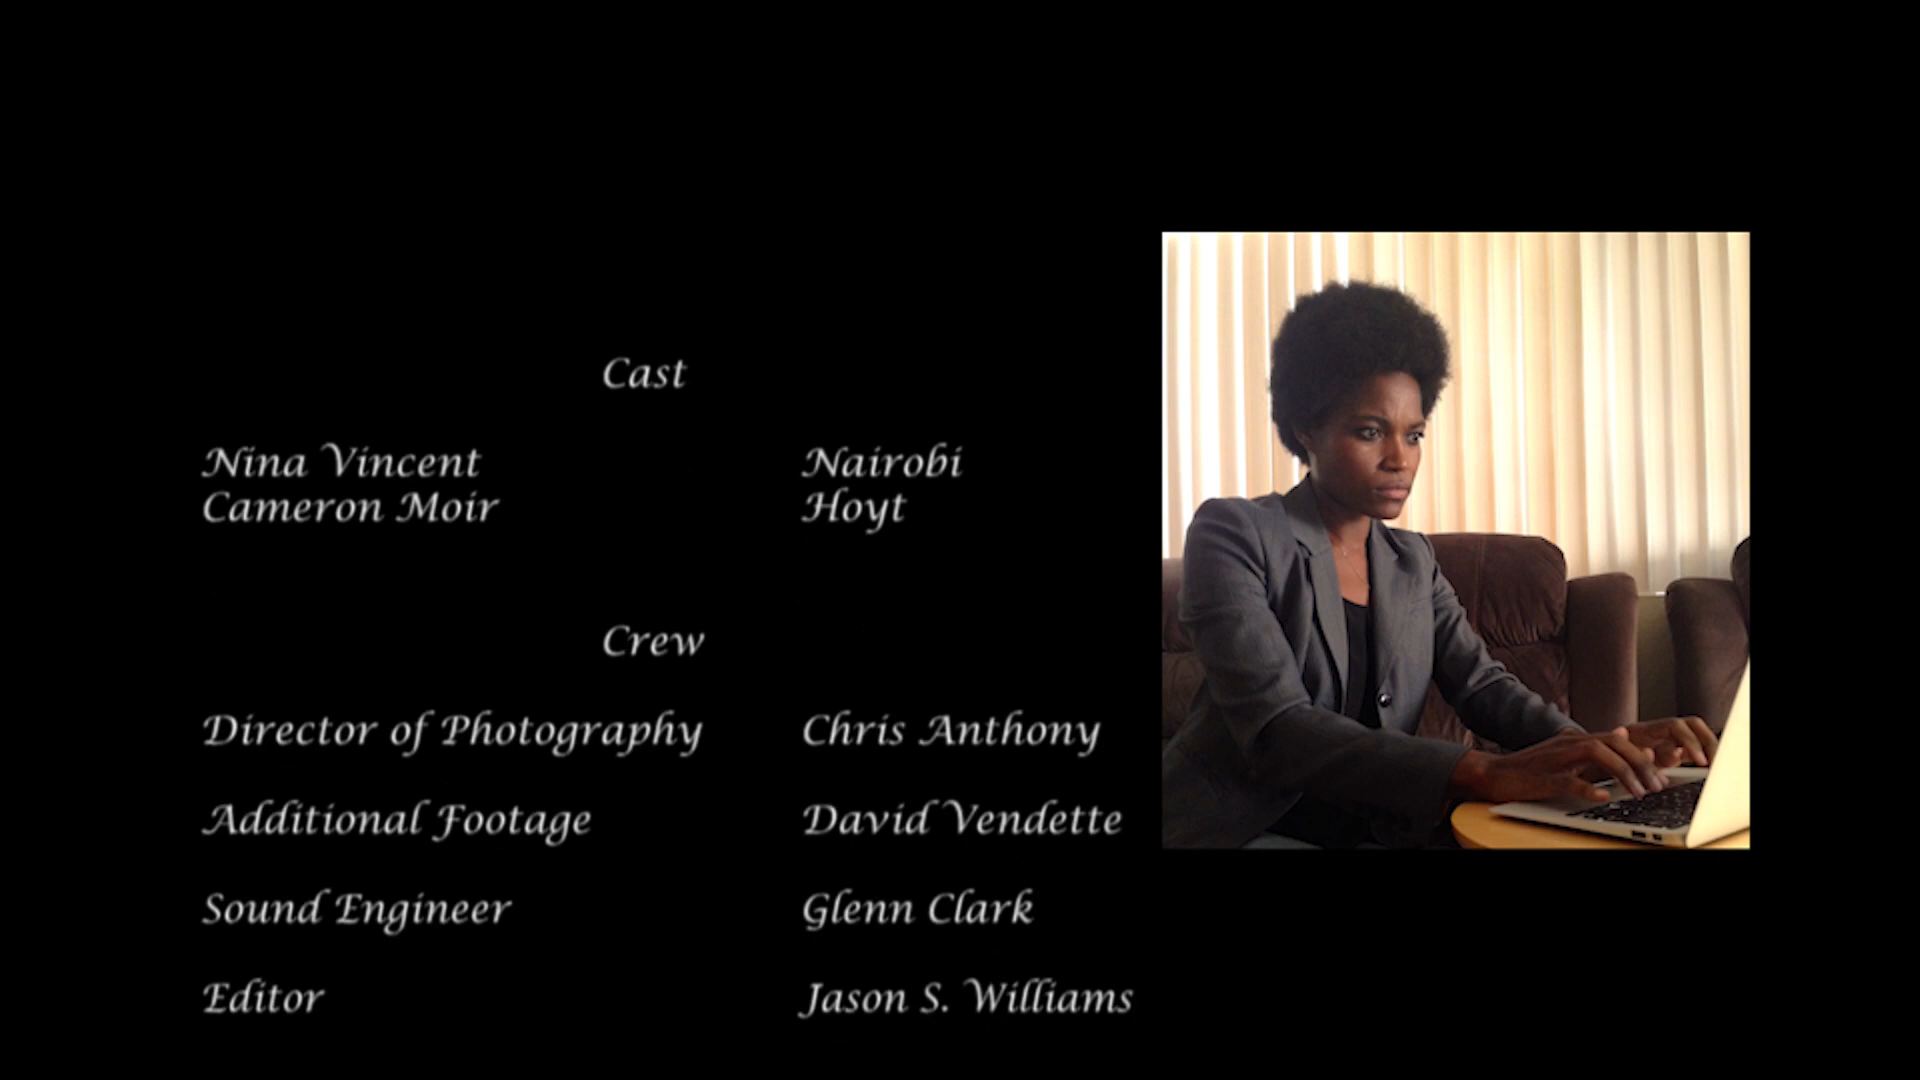 Cast
Nina Vincent Nairobi
Cameron Moir Hoyt
Crew
Director of Photography Chris Anthony
Additional Footage David Vendette
Sound Engineer Glenn Clark
Editor Jason S. Williams